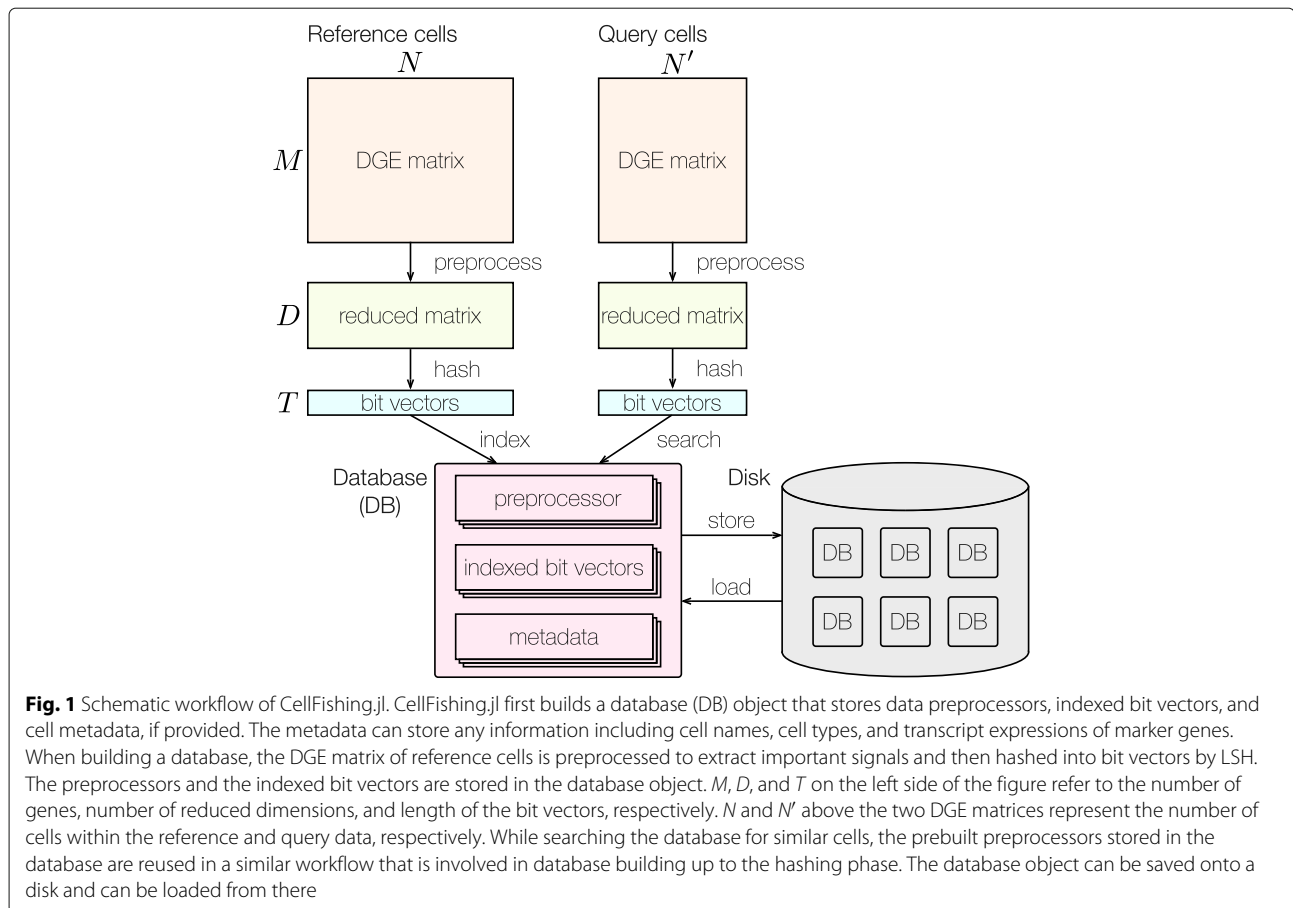 Reference cells
N
Query cells
N′
M
DGE matrix
DGE matrix
preprocess
preprocess
D
reduced matrix
reduced matrix
hash
hash
T
bit vectors
bit vectors
index
search
Database
(DB)
preprocessor
indexed bit vectors
metadata
store
load
Disk
DB
DB
DB
DB
DB
DB
Fig. 1 Schematic workflow of CellFishing.jl. CellFishing.jl first builds a database (DB) object that stores data preprocessors, indexed bit vectors, and
cell metadata, if provided. The metadata can store any information including cell names, cell types, and transcript expressions of marker genes.
When building a database, the DGE matrix of reference cells is preprocessed to extract important signals and then hashed into bit vectors by LSH.
The preprocessors and the indexed bit vectors are stored in the database object. M, D, and T on the left side of the figure refer to the number of
genes, number of reduced dimensions, and length of the bit vectors, respectively. N and N′ above the two DGE matrices represent the number of
cells within the reference and query data, respectively. While searching the database for similar cells, the prebuilt preprocessors stored in the
database are reused in a similar workflow that is involved in database building up to the hashing phase. The database object can be saved onto a
disk and can be loaded from there